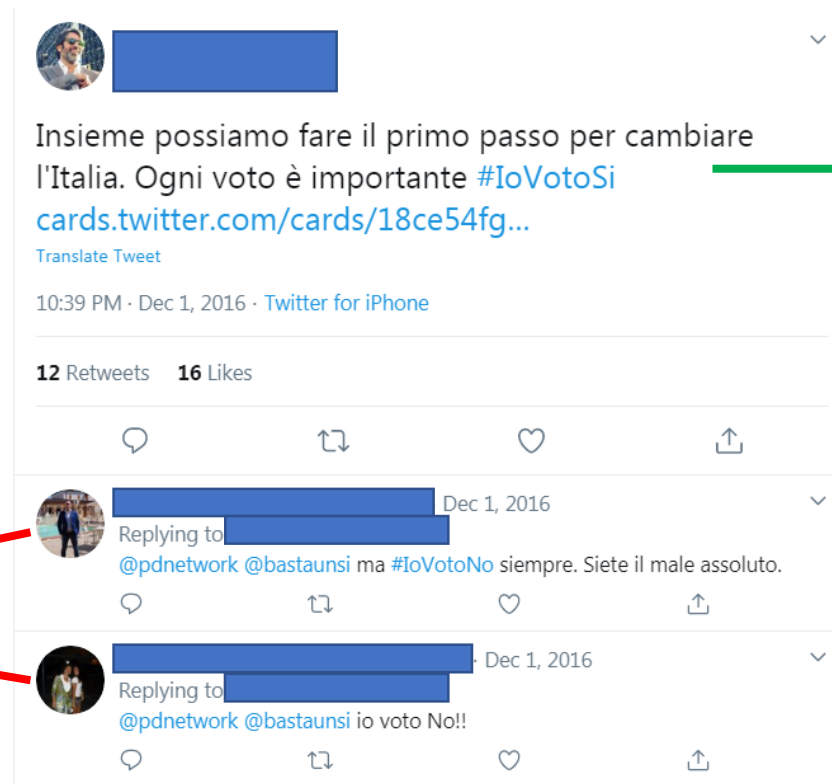 Insieme possiamo fare il primo passo per cambiare
l'Italia. Ogni voto è importante #IoVotoSi
cards.twitter.com/cards/18ce54fg...
Translate Tweet
10:39 PM · Dec 1, 2016 · Twitter for iPhone
12 Retweets 16 Likes
Dec 1, 2016
Replying to
@pdnetwork @bastaunsi ma #IoVotoNo siempre. Siete il male assoluto.
· Dec 1, 2016
Replying to
@pdnetwork @bastaunsi io voto No!!